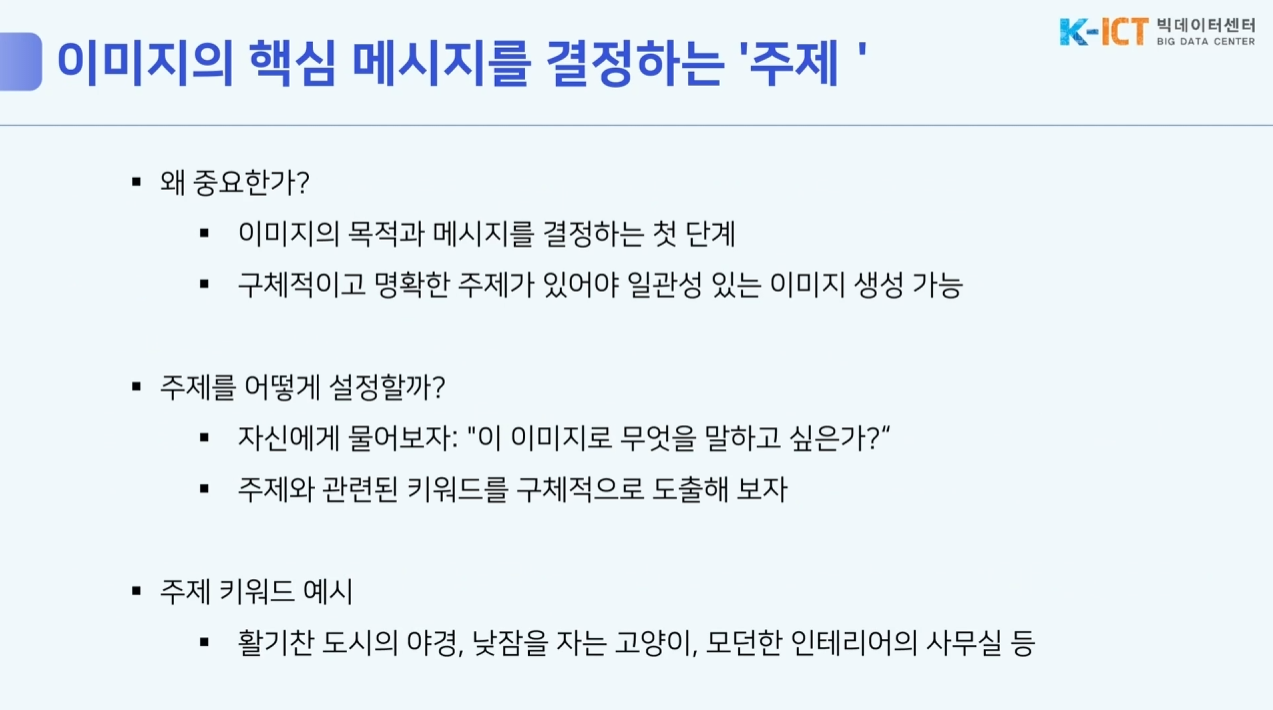 K-ICT 빅데이터센터
BIG DATA CENTER
이미지의 핵심 메시지를 결정하는 '주제 '
▪ 왜 중요한가?
▪ 이미지의 목적과 메시지를 결정하는 첫 단계
▪ 구체적이고 명확한 주제가 있어야 일관성 있는 이미지 생성 가능
▪ 주제를 어떻게 설정할까?
▪ 자신에게 물어보자: "이 이미지로 무엇을 말하고 싶은가?“
▪ 주제와 관련된 키워드를 구체적으로 도출해 보자
▪ 주제 키워드 예시
▪ 활기찬 도시의 야경, 낮잠을 자는 고양이, 모던한 인테리어의 사무실 등